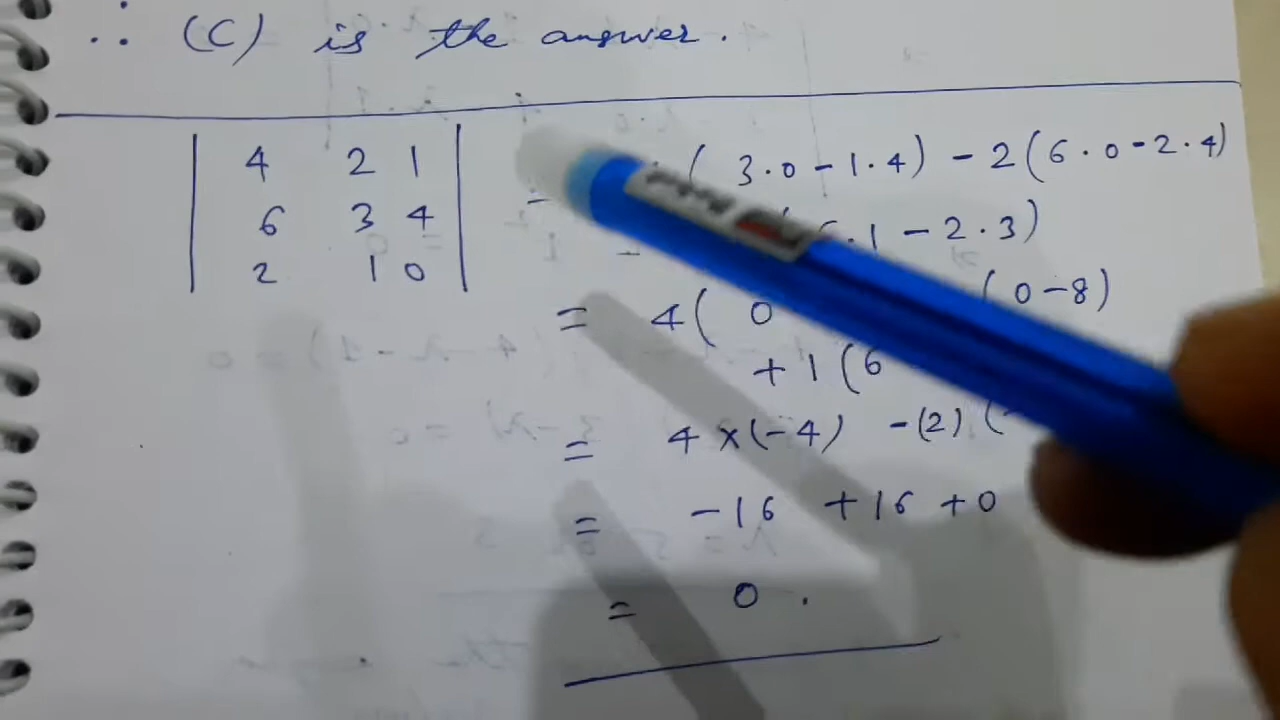 ∴ (C) is the answer.
4 2 1
6 3 4
2 1 0
( 3.0 - 1.4) - 2(6.0 - 2.4)
.1 - 2.3)
= 4( 0 ( 0 - 8)
+ 1 (6
= 4 x (-4) - (2) (
= -16 + 16 + 0
= 0 .